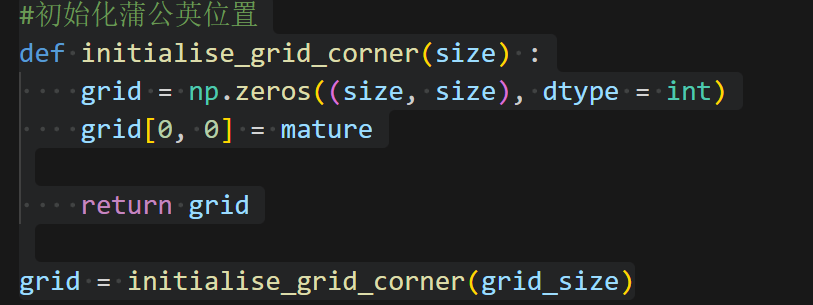 #初始化蒲公英位置
def initialise_grid_corner(size) :
    grid = np.zeros((size, size), dtype = int)
    grid[0, 0] = mature
    return grid
grid = initialise_grid_corner(grid_size)